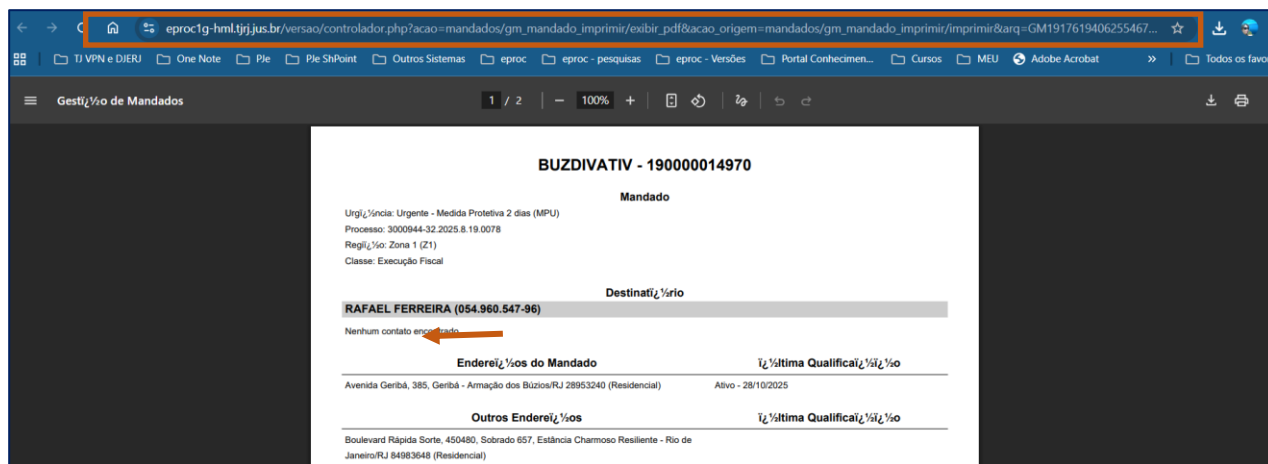 eproc1g-hml.tjrj.jus.br/versao/controlador.php?acao=mandados/gm_mandado_imprimir/exibir_pdf&acao_origem=mandados/gm_mandado_imprimir/imprimir&arq=GM1917619406255467...
TJ VPN e DJERJ One Note PJe PJe ShPoint Outros Sistemas eproc eproc - pesquisas eproc - Versões Portal Conhecimen... Cursos MEU Adobe Acrobat » Todos os favo
Gestï¿½o de Mandados 1 / 2 100%
BUZDIVATIV - 190000014970
Mandado
Urgï¿½ncia: Urgente - Medida Protetiva 2 dias (MPU)
Processo: 3000944-32.2025.8.19.0078
Regiï¿½o: Zona 1 (Z1)
Classe: Execução Fiscal
Destinatï¿½rio
RAFAEL FERREIRA (054.960.547-96)
Nenhum contato encontrado
Endereï¿½os do Mandado ï¿½ltima Qualificaï¿½ï¿½o
Avenida Geribá, 385, Geribá - Armação dos Búzios/RJ 28953240 (Residencial) Ativo - 28/10/2025
Outros Endereï¿½os ï¿½ltima Qualificaï¿½ï¿½o
Boulevard Rápida Sorte, 450480, Sobrado 657, Estância Charmoso Resiliente - Rio de
Janeiro/RJ 84983648 (Residencial)